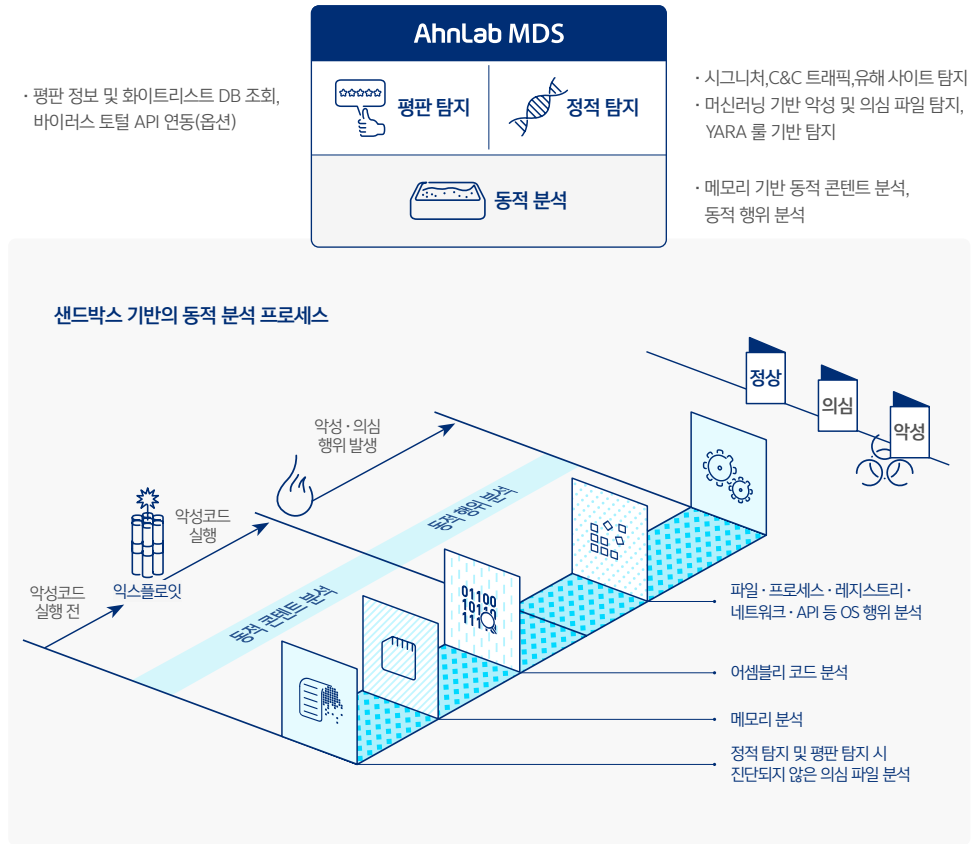 AhnLab MDS
· 평판 정보 및 화이트리스트 DB 조회,
바이러스 토털 API 연동(옵션)
평판 탐지
정적 탐지
· 시그니처,C&C 트래픽,유해 사이트 탐지
· 머신러닝 기반 악성 및 의심 파일 탐지,
YARA 룰 기반 탐지
동적 분석
· 메모리 기반 동적 콘텐트 분석,
동적 행위 분석
샌드박스 기반의 동적 분석 프로세스
정상
의심
악성
악성 · 의심
행위 발생
악성코드
실행
익스플로잇
악성코드
실행 전
동적 행위 분석
동적 콘텐트 분석
01100
10110
111
파일 · 프로세스 · 레지스트리 ·
네트워크 · API 등 OS 행위 분석
어셈블리 코드 분석
메모리 분석
정적 탐지 및 평판 탐지 시
진단되지 않은 의심 파일 분석